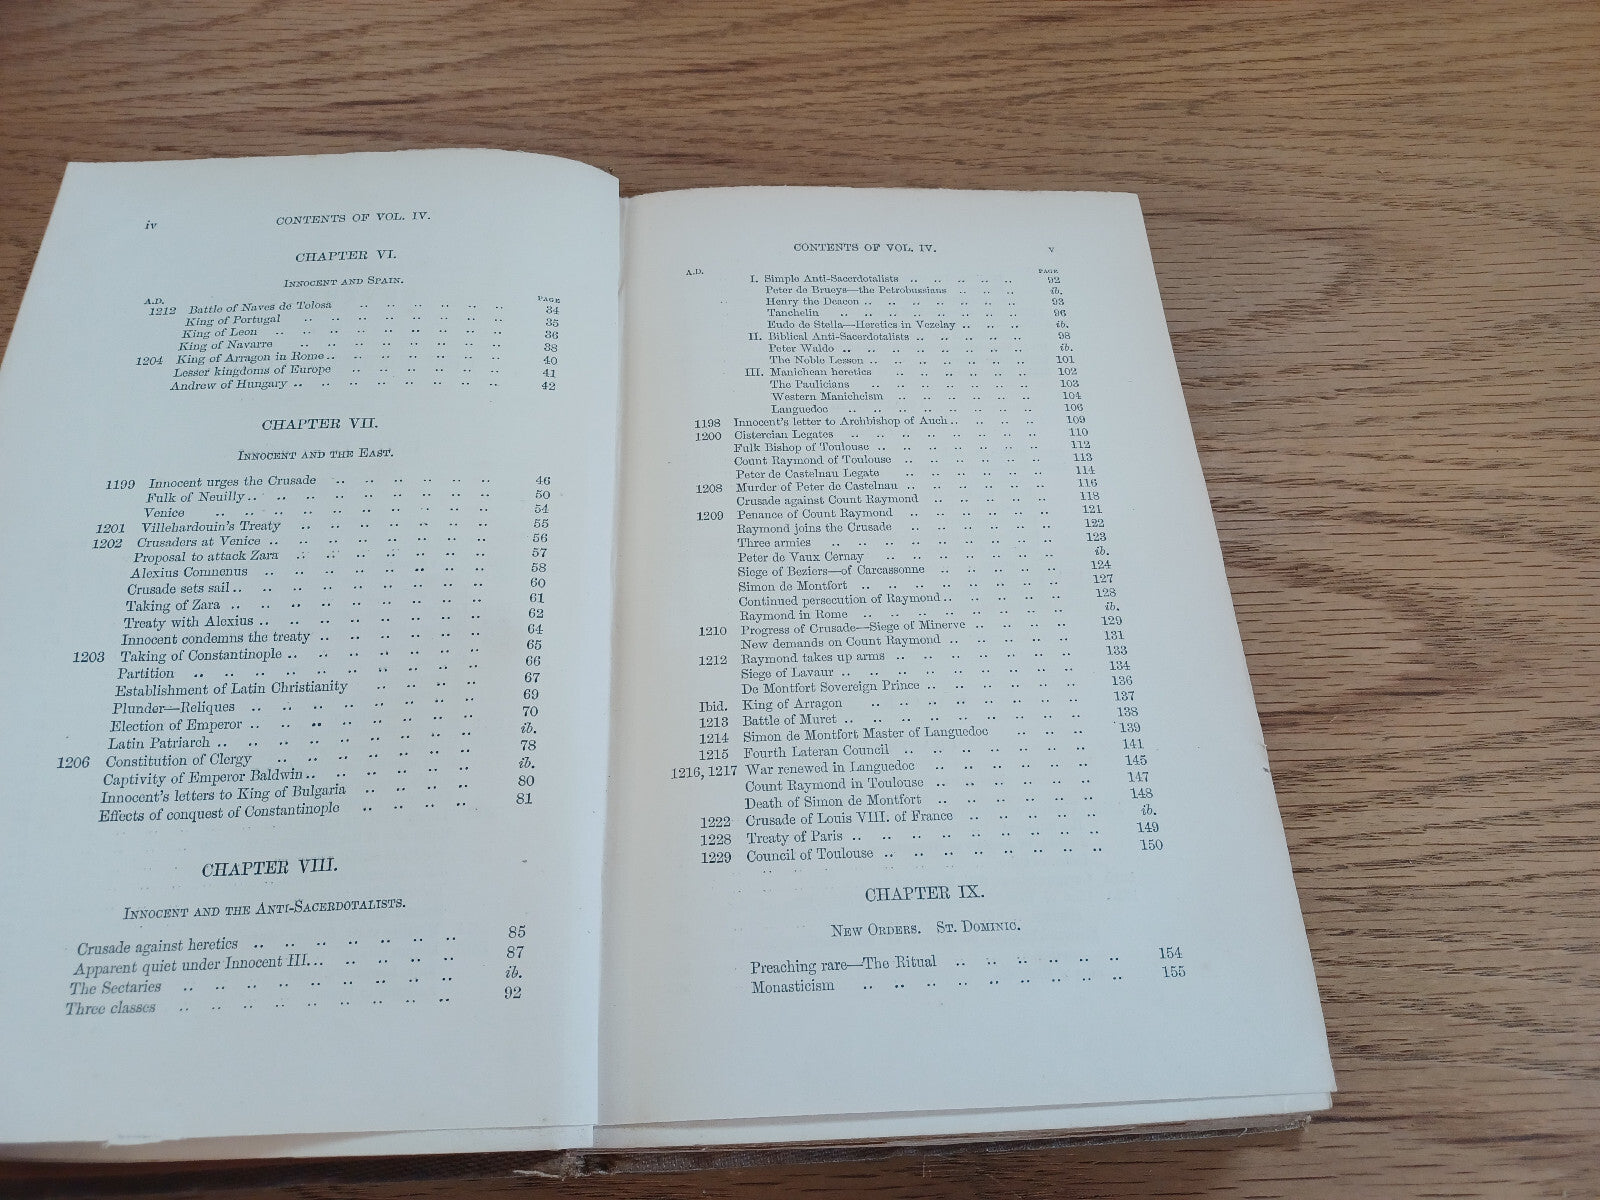 iv CONTENTS OF VOL. IV.
CHAPTER VI.
INNOCENT AND SPAIN.
A.D. PAGE
1212 Battle of Naves de Tolosa .. .. .. .. .. .. 34
King of Portugal .. .. .. .. .. .. .. 35
King of Leon .. .. .. .. .. .. .. .. 36
King of Navarre .. .. .. .. .. .. .. 38
1204 King of Arragon in Rome .. .. .. .. .. .. 40
Lesser kingdoms of Europe .. .. .. .. .. 41
Andrew of Hungary .. .. .. .. .. .. .. 42
CHAPTER VII.
INNOCENT AND THE EAST.
1199 Innocent urges the Crusade .. .. .. .. .. .. 46
Fulk of Neuilly .. .. .. .. .. .. .. .. 50
Venice .. .. .. .. .. .. .. .. .. 54
1201 Villehardouin's Treaty .. .. .. .. .. .. .. 55
1202 Crusaders at Venice .. .. .. .. .. .. .. 56
Proposal to attack Zara .. .. .. .. .. .. 57
Alexius Comnenus .. .. .. .. .. .. .. 58
Crusade sets sail .. .. .. .. .. .. .. .. 60
Taking of Zara .. .. .. .. .. .. .. .. 61
Treaty with Alexius .. .. .. .. .. .. .. 62
Innocent condemns the treaty .. .. .. .. .. .. 64
1203 Taking of Constantinople .. .. .. .. .. .. .. 65
Partition .. .. .. .. .. .. .. .. .. 66
Establishment of Latin Christianity .. .. .. .. 67
Plunder—Reliques .. .. .. .. .. .. .. 69
Election of Emperor .. .. .. .. .. .. .. 70
Latin Patriarch .. .. .. .. .. .. .. .. ib.
1206 Constitution of Clergy .. .. .. .. .. .. .. 78
Captivity of Emperor Baldwin .. .. .. .. .. ib.
Innocent's letters to King of Bulgaria .. .. .. .. 80
Effects of conquest of Constantinople .. .. .. .. 81
CHAPTER VIII.
INNOCENT AND THE ANTI-SACERDOTALISTS.
Crusade against heretics .. .. .. .. .. .. .. 85
Apparent quiet under Innocent III. .. .. .. .. .. 87
The Sectaries .. .. .. .. .. .. .. .. .. ib.
Three classes .. .. .. .. .. .. .. .. .. 92
CONTENTS OF VOL. IV. v
A.D. PAGE
I. Simple Anti-Sacerdotalists .. .. .. .. .. 92
Peter de Brueys—the Petrobussians .. .. .. ib.
Henry the Deacon .. .. .. .. .. .. .. 93
Tanchelin .. .. .. .. .. .. .. .. 96
Eudo de Stella—Heretics in Vezelay .. .. .. ib.
II. Biblical Anti-Sacerdotalists .. .. .. .. .. 98
Peter Waldo .. .. .. .. .. .. .. .. ib.
The Noble Lesson .. .. .. .. .. .. .. 101
III. Manichean heretics .. .. .. .. .. .. 102
The Paulicians .. .. .. .. .. .. .. 103
Western Manicheism .. .. .. .. .. .. 104
Languedoc .. .. .. .. .. .. .. .. 106
1198 Innocent's letter to Archbishop of Auch .. .. .. .. 109
1200 Cistercian Legates .. .. .. .. .. .. .. .. 110
Fulk Bishop of Toulouse .. .. .. .. .. .. .. 112
Count Raymond of Toulouse .. .. .. .. .. .. 113
Peter de Castelnau Legate .. .. .. .. .. .. 114
1208 Murder of Peter de Castelnau .. .. .. .. .. .. 116
Crusade against Count Raymond .. .. .. .. .. 118
1209 Penance of Count Raymond .. .. .. .. .. .. 121
Raymond joins the Crusade .. .. .. .. .. .. 122
Three armies .. .. .. .. .. .. .. .. .. 123
Peter de Vaux Cernay .. .. .. .. .. .. .. ib.
Siege of Beziers—of Carcassonne .. .. .. .. .. 124
Simon de Montfort .. .. .. .. .. .. .. .. 127
Continued persecution of Raymond .. .. .. .. .. 128
Raymond in Rome .. .. .. .. .. .. .. .. ib.
1210 Progress of Crusade—Siege of Minerve .. .. .. .. 129
New demands on Count Raymond .. .. .. .. .. 131
1212 Raymond takes up arms .. .. .. .. .. .. .. 133
Siege of Lavaur .. .. .. .. .. .. .. .. 134
De Montfort Sovereign Prince .. .. .. .. .. .. 136
Ibid. King of Arragon .. .. .. .. .. .. .. .. 137
1213 Battle of Muret .. .. .. .. .. .. .. .. .. 138
1214 Simon de Montfort Master of Languedoc .. .. .. 139
1215 Fourth Lateran Council .. .. .. .. .. .. .. 141
1216, 1217 War renewed in Languedoc .. .. .. .. .. .. 145
Count Raymond in Toulouse .. .. .. .. .. .. 147
Death of Simon de Montfort .. .. .. .. .. .. 148
1222 Crusade of Louis VIII. of France .. .. .. .. .. ib.
1228 Treaty of Paris .. .. .. .. .. .. .. .. .. 149
1229 Council of Toulouse .. .. .. .. .. .. .. .. 150
CHAPTER IX.
NEW ORDERS. ST. DOMINIC.
Preaching rare—The Ritual .. .. .. .. .. .. 154
Monasticism .. .. .. .. .. .. .. .. .. 155